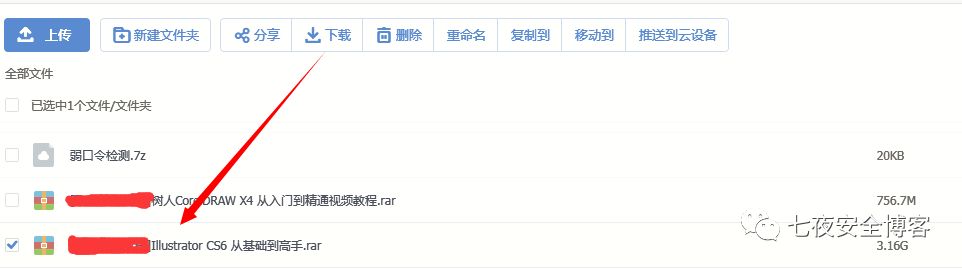 上传 新建文件夹 分享 下载 删除 重命名 复制到 移动到 推送到云设备
全部文件
已选中1个文件/文件夹
弱口令检测.7z 20KB
树人CorelDRAW X4 从入门到精通视频教程.rar 756.7M
Illustrator CS6 从基础到高手.rar 3.16G
七夜安全博客